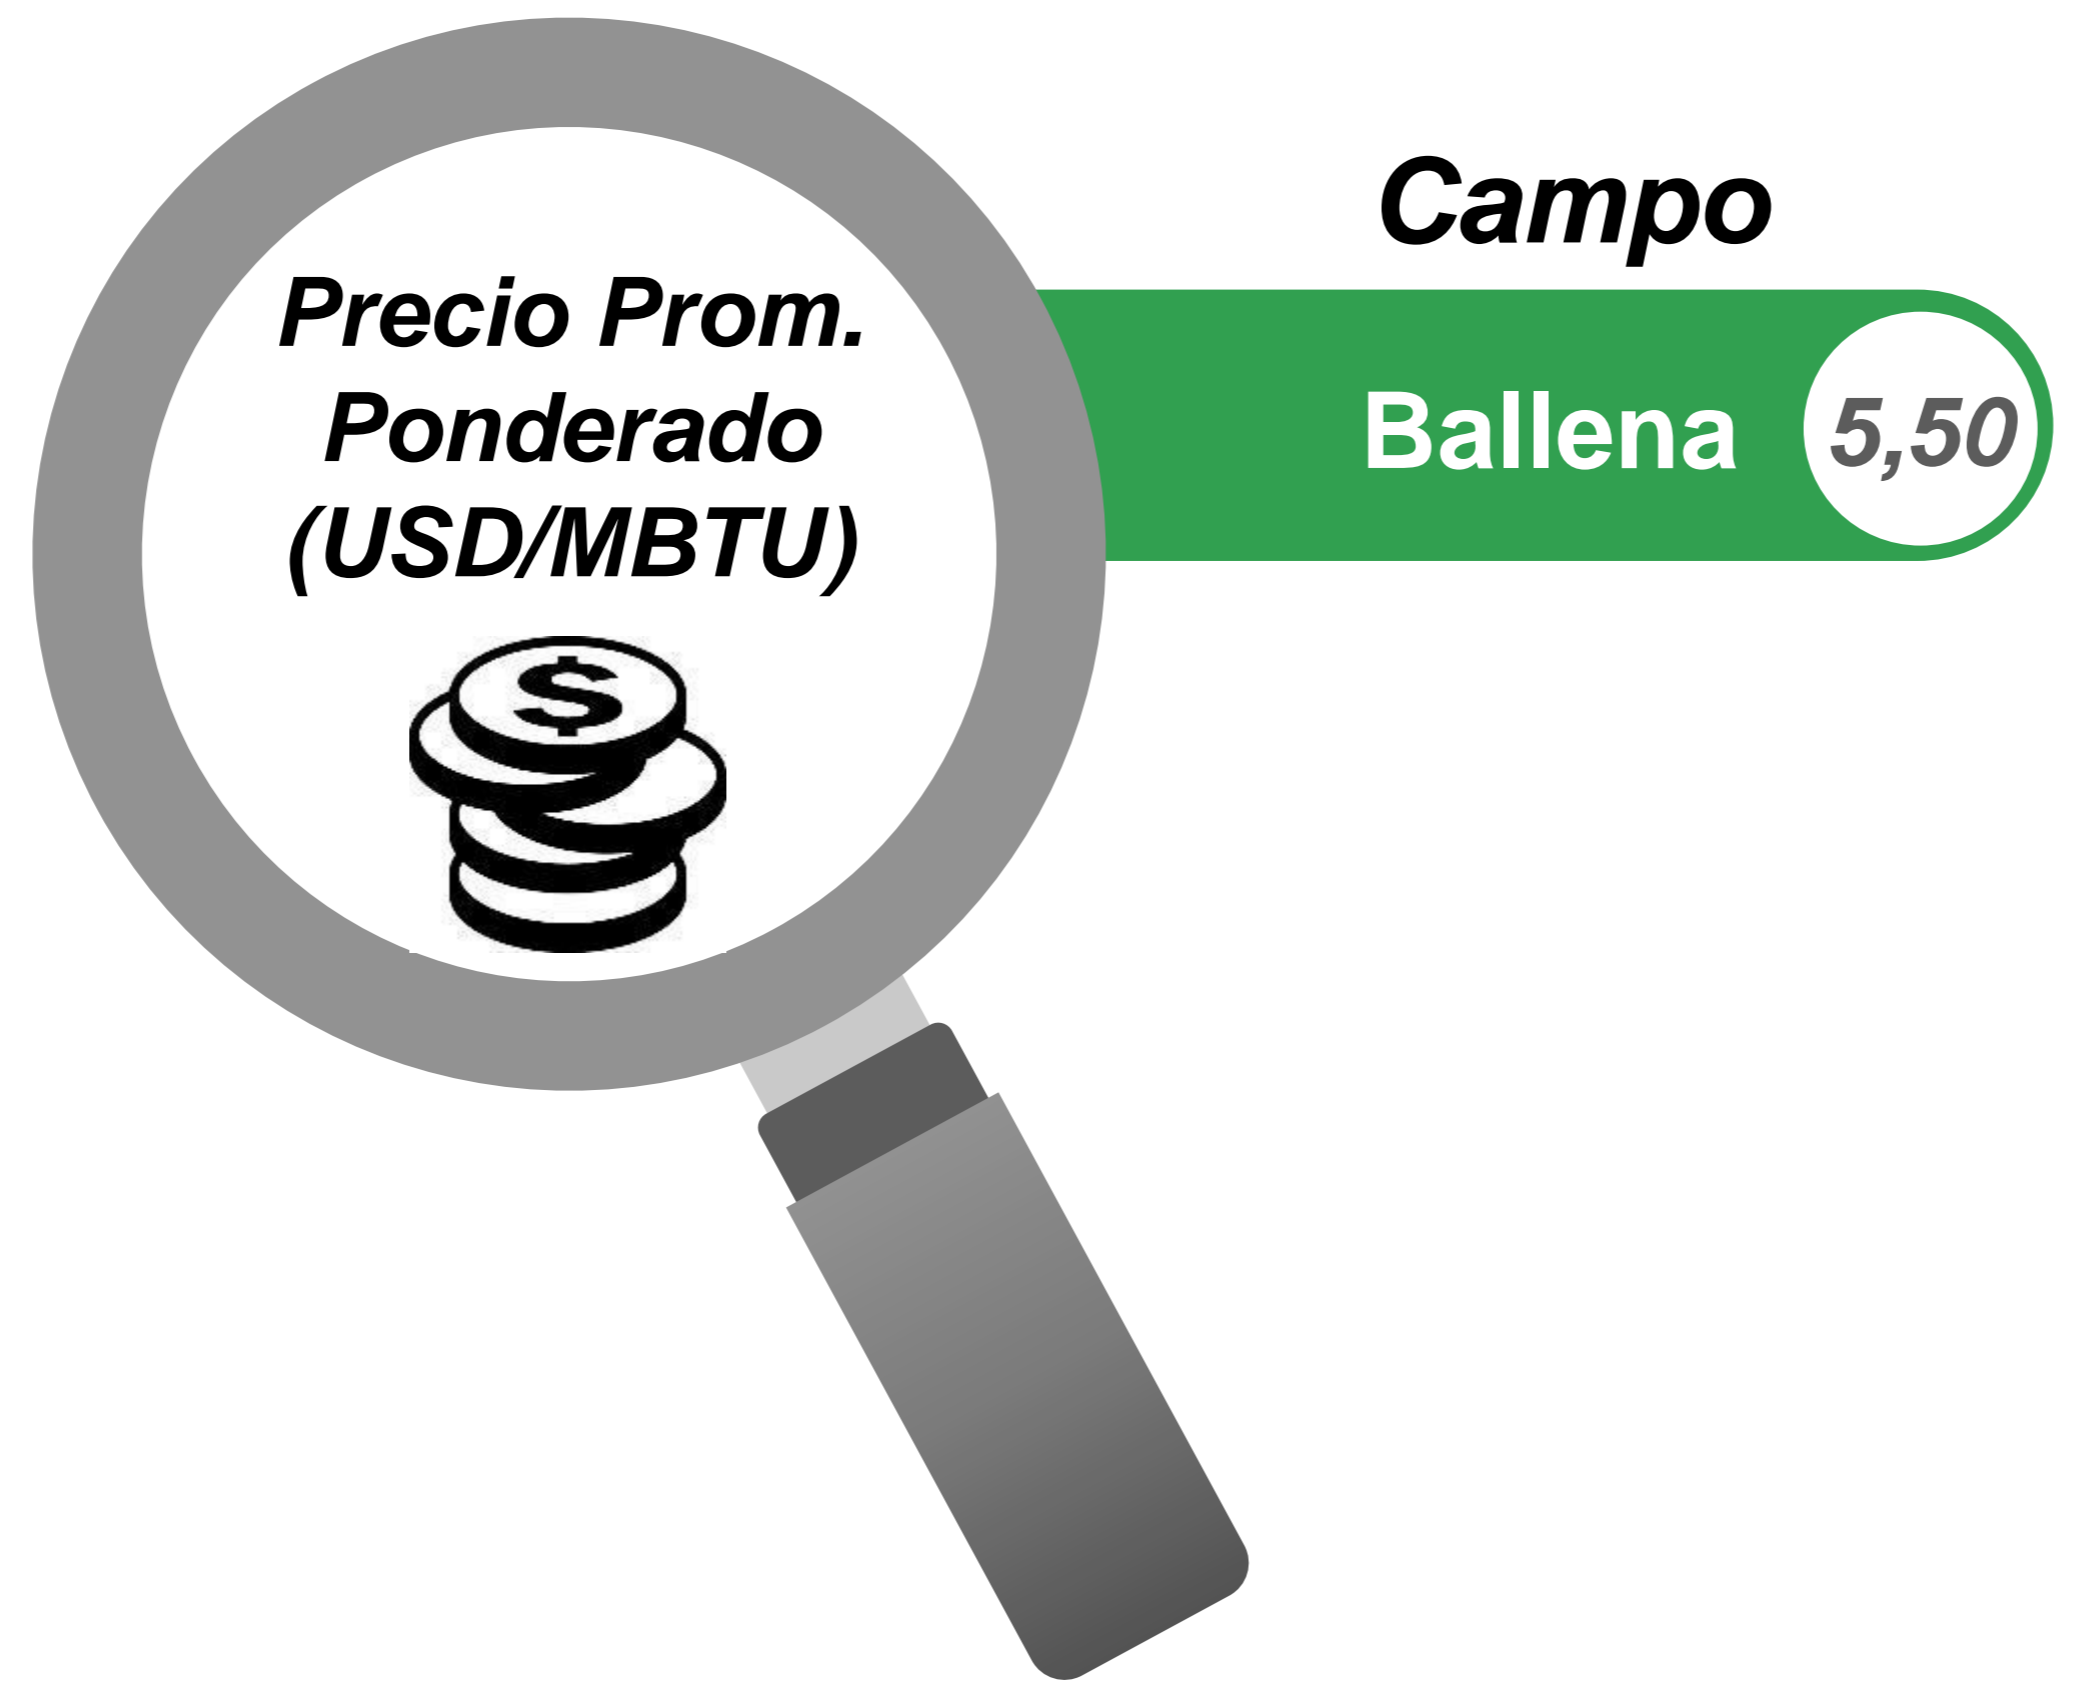 Campo
Precio Prom.
Ponderado
(USD/MBTU)
Ballena 5,50
$